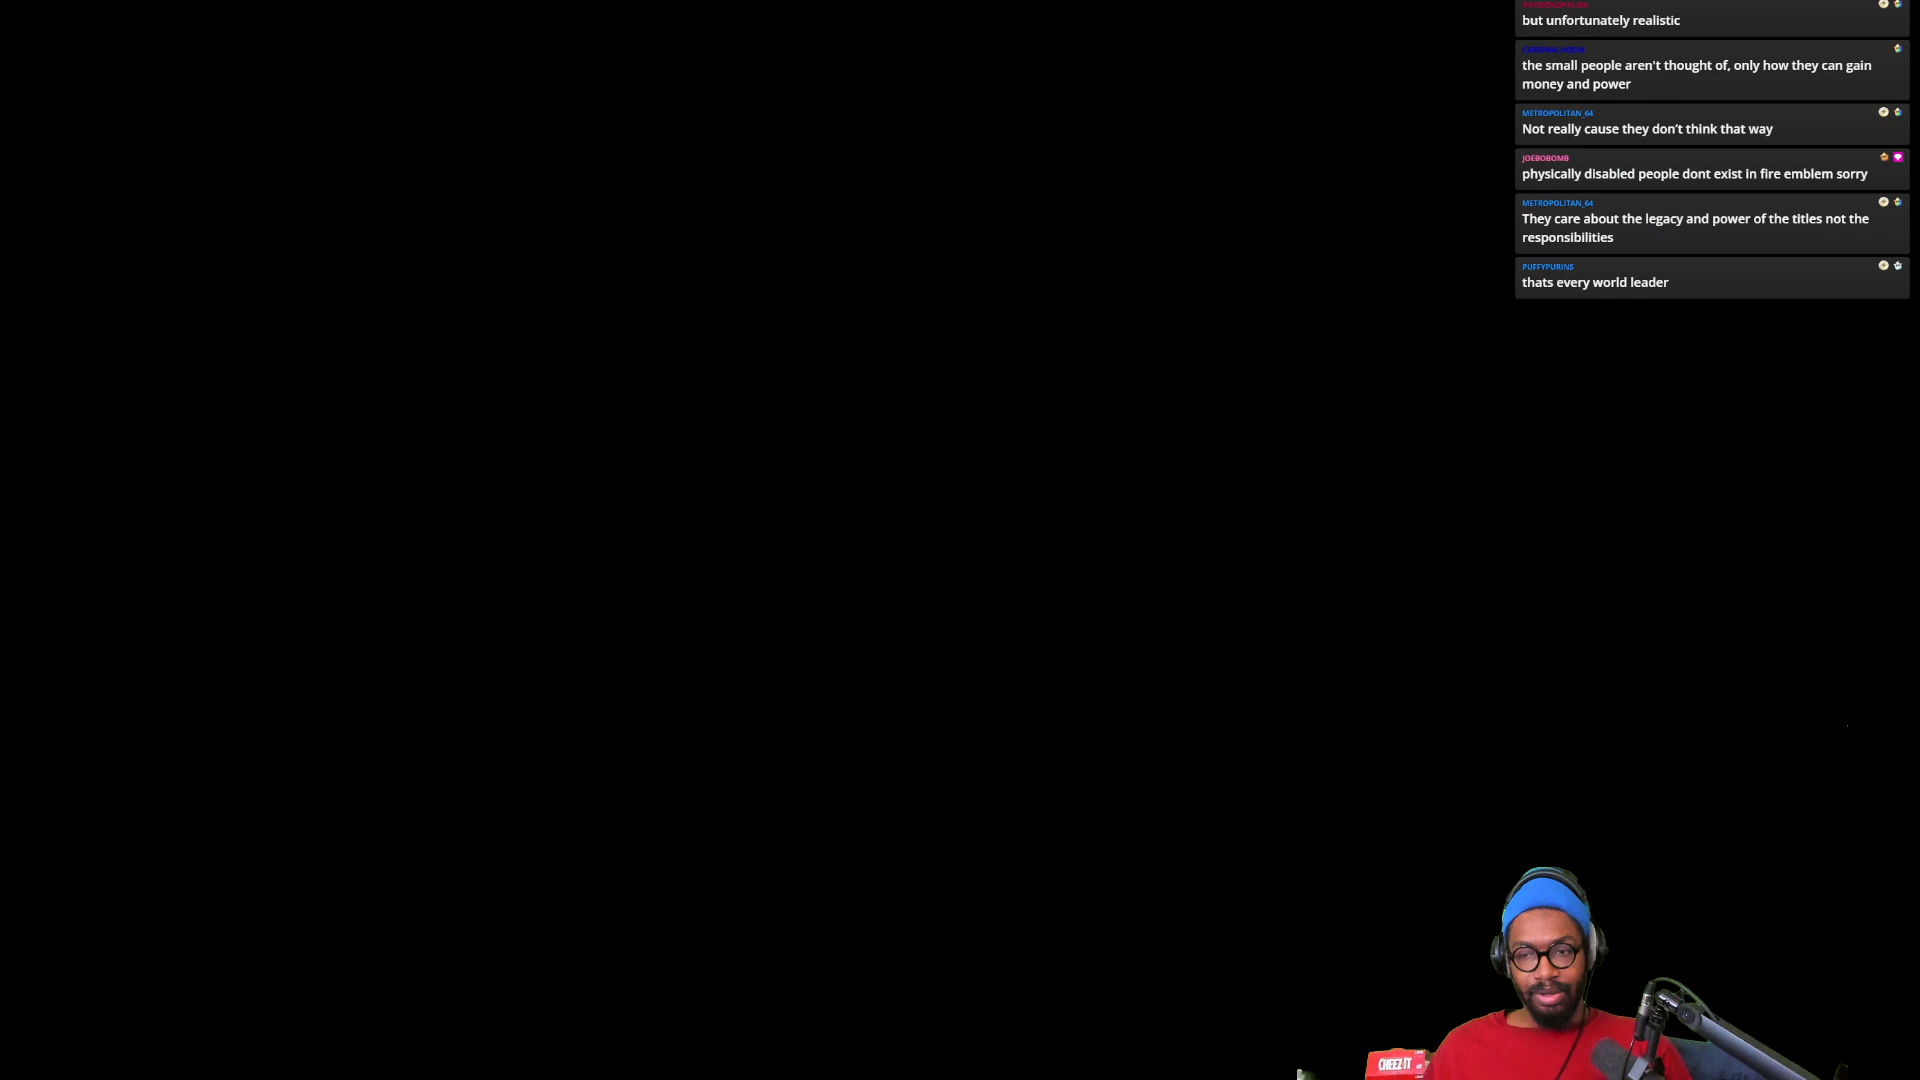 but unfortunately realistic
the small people aren't thought of, only how they can gain
money and power
METROPOLITAN_64
Not really cause they don’t think that way
JOEBOBOMB
physically disabled people dont exist in fire emblem sorry
METROPOLITAN_64
They care about the legacy and power of the titles not the
responsibilities
PUFFYPURINS
thats every world leader
CHEEZ-IT